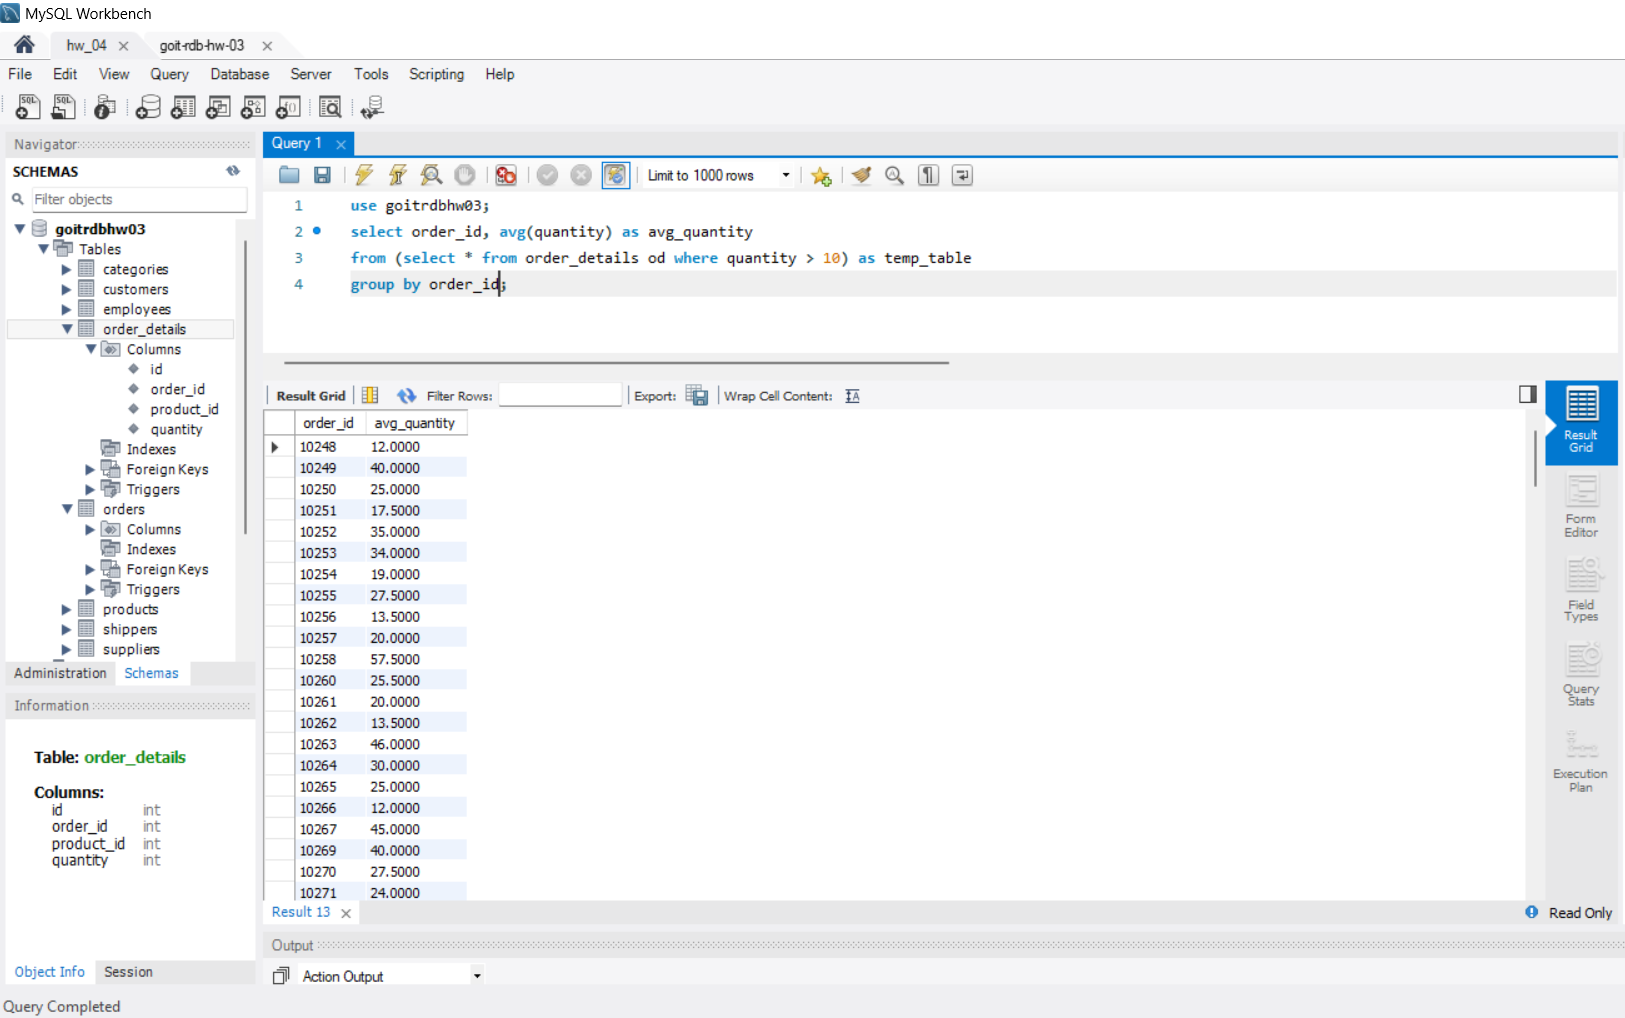 MySQL Workbench
hw_04
goit-rdb-hw-03
File Edit View Query Database Server Tools Scripting Help
Navigator
SCHEMAS
Filter objects
goitrdbhw03
Tables
categories
customers
employees
order_details
Columns
id
order_id
product_id
quantity
Indexes
Foreign Keys
Triggers
orders
Columns
Indexes
Foreign Keys
Triggers
products
shippers
suppliers
Administration Schemas
Information
Table: order_details
Columns:
id int
order_id int
product_id int
quantity int
Object Info Session
Query 1
Limit to 1000 rows
1 use goitrdbhw03;
2 select order_id, avg(quantity) as avg_quantity
3 from (select * from order_details od where quantity > 10) as temp_table
4 group by order_id;
Result Grid Filter Rows: Export: Wrap Cell Content:
order_id avg_quantity
10248 12.0000
10249 40.0000
10250 25.0000
10251 17.5000
10252 35.0000
10253 34.0000
10254 19.0000
10255 27.5000
10256 13.5000
10257 20.0000
10258 57.5000
10260 25.5000
10261 20.0000
10262 13.5000
10263 46.0000
10264 30.0000
10265 25.0000
10266 12.0000
10267 45.0000
10269 40.0000
10270 27.5000
10271 24.0000
Result Grid
Form Editor
Field Types
Query Stats
Execution Plan
Result 13
Read Only
Output
Action Output
Query Completed